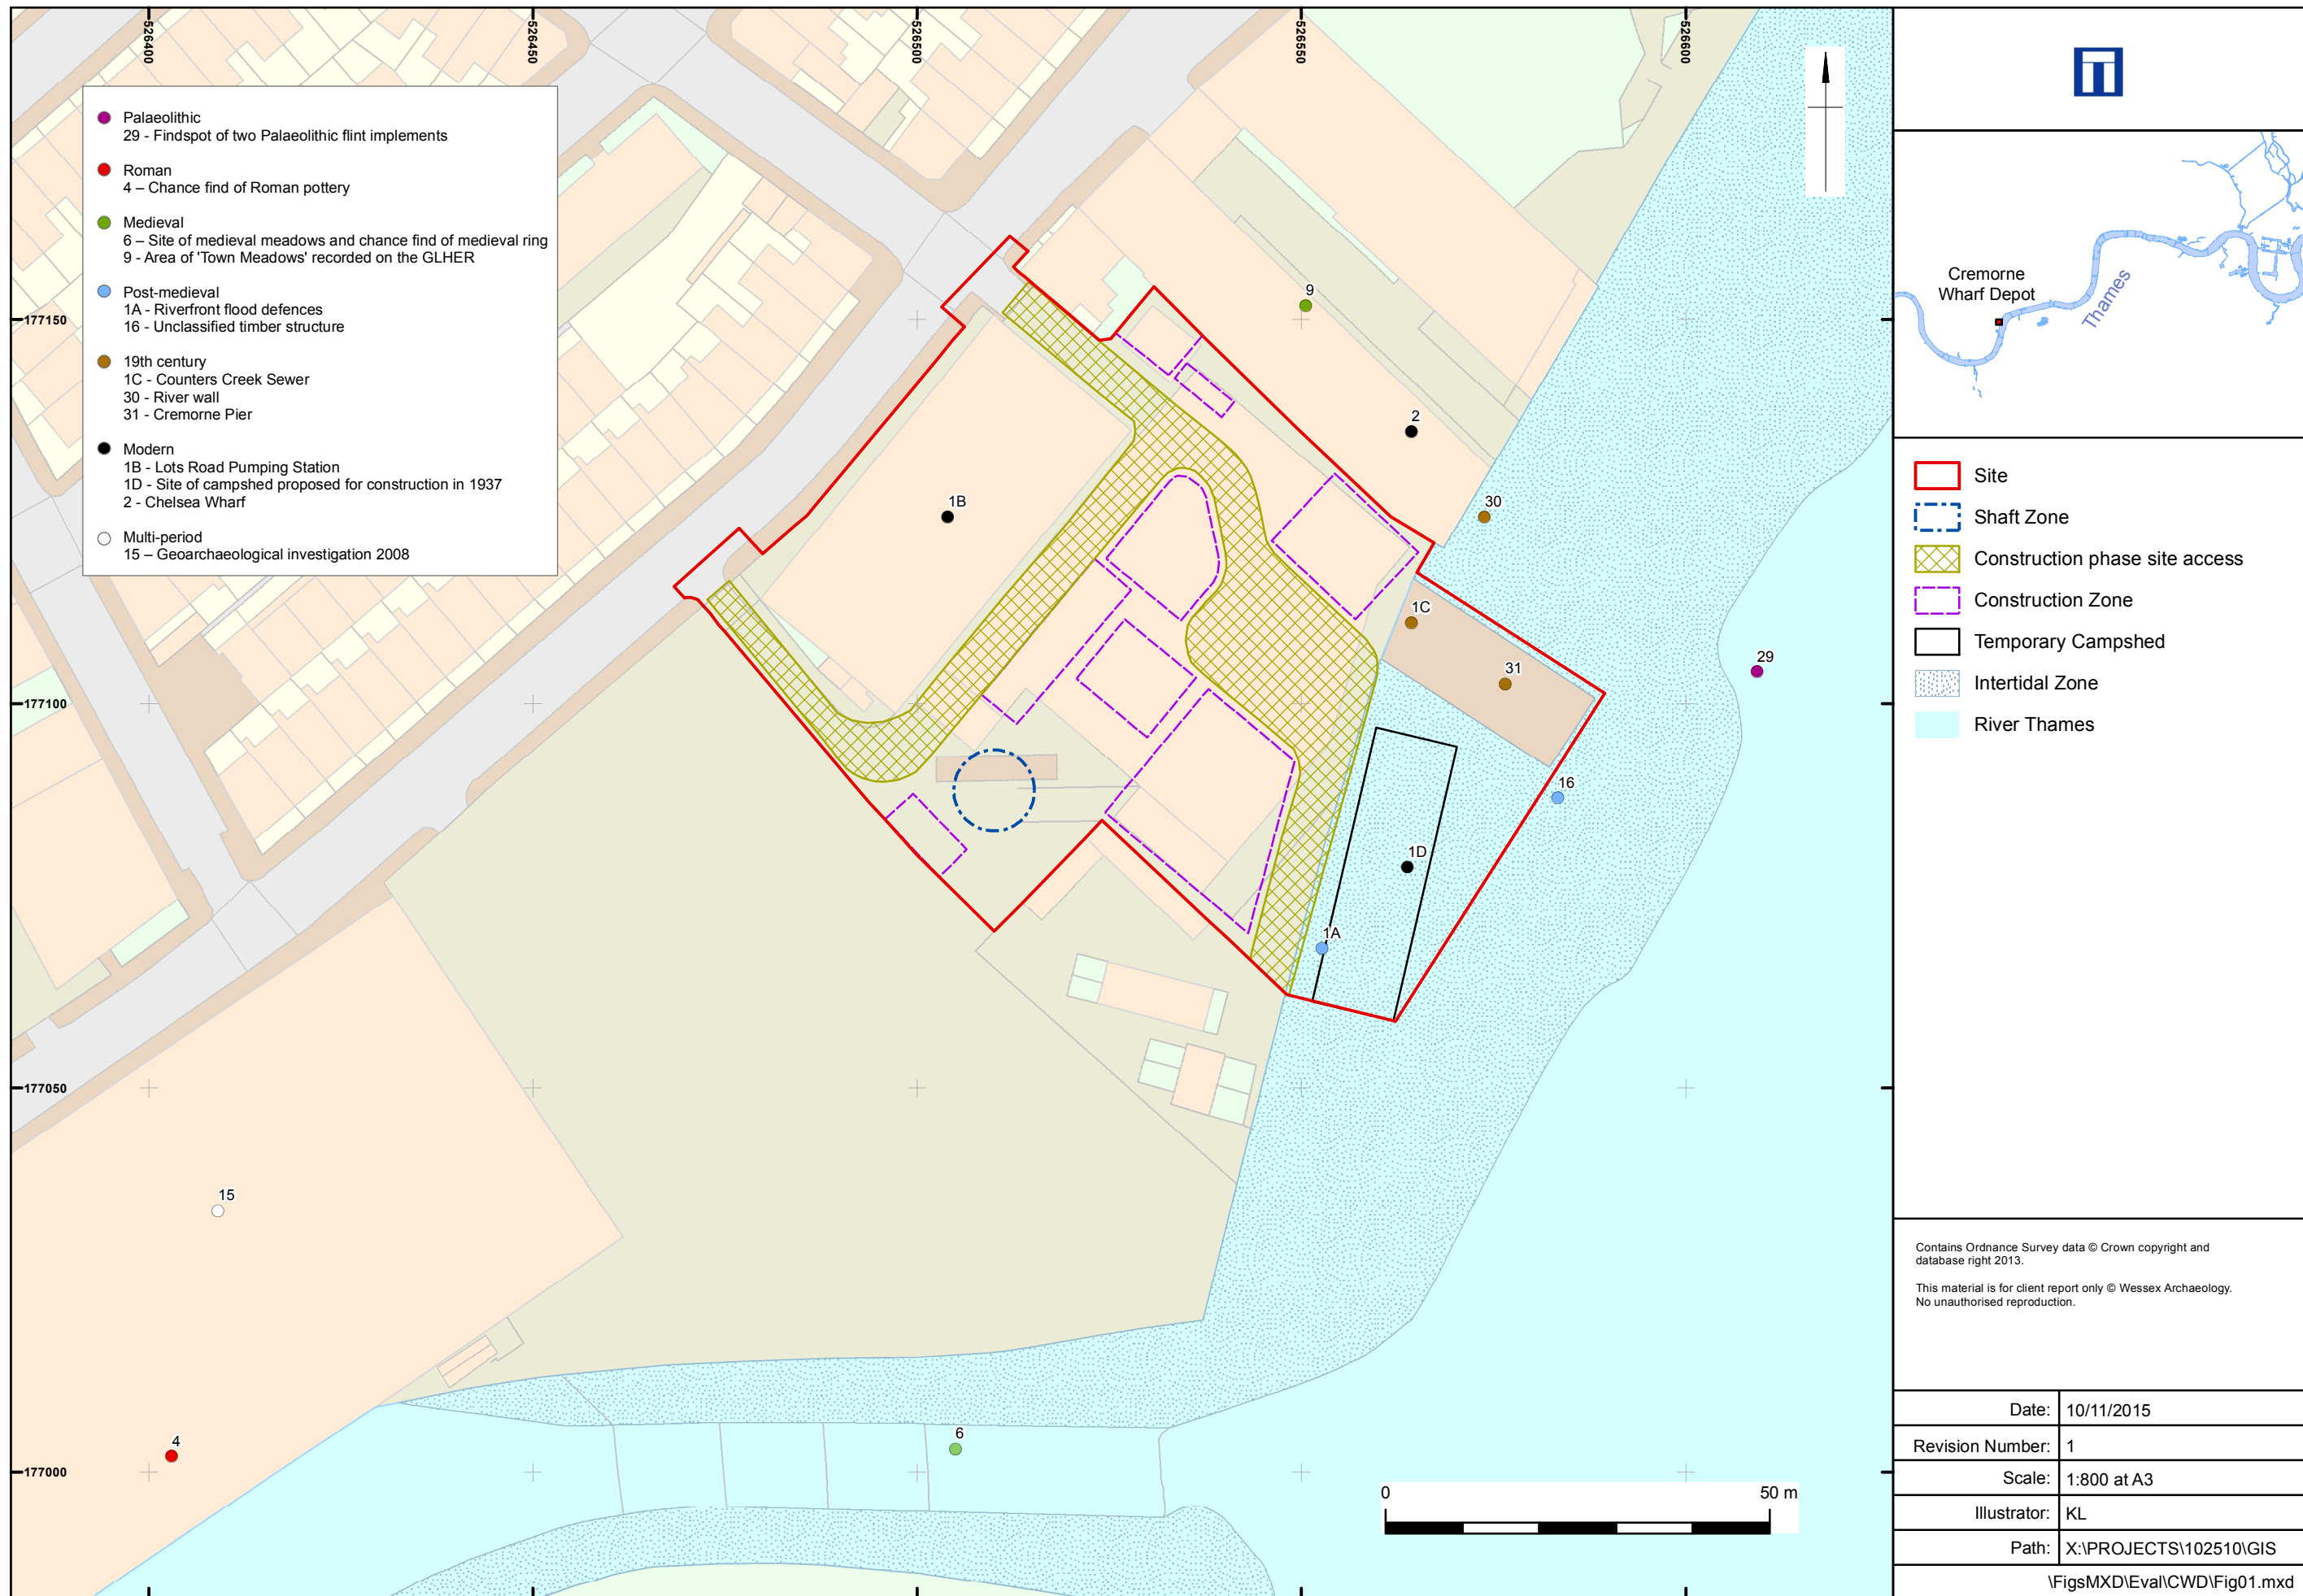 526400
526450
526500
526550
526600
177150
177100
177050
177000
Palaeolithic
29 - Findspot of two Palaeolithic flint implements
Roman
4 – Chance find of Roman pottery
Medieval
6 – Site of medieval meadows and chance find of medieval ring
9 - Area of 'Town Meadows' recorded on the GLHER
Post-medieval
1A - Riverfront flood defences
16 - Unclassified timber structure
19th century
1C - Counters Creek Sewer
30 - River wall
31 - Cremorne Pier
Modern
1B - Lots Road Pumping Station
1D - Site of campshed proposed for construction in 1937
2 - Chelsea Wharf
Multi-period
15 – Geoarchaeological investigation 2008
9
2
1B
30
1C
31
29
16
1D
1A
15
4
6
0
50 m
Cremorne
Wharf Depot
Thames
Site
Shaft Zone
Construction phase site access
Construction Zone
Temporary Campshed
Intertidal Zone
River Thames
Contains Ordnance Survey data © Crown copyright and
database right 2013.
This material is for client report only © Wessex Archaeology.
No unauthorised reproduction.
Date: 10/11/2015
Revision Number: 1
Scale: 1:800 at A3
Illustrator: KL
Path: X:\PROJECTS\102510\GIS
\FigsMXD\Eval\CWD\Fig01.mxd